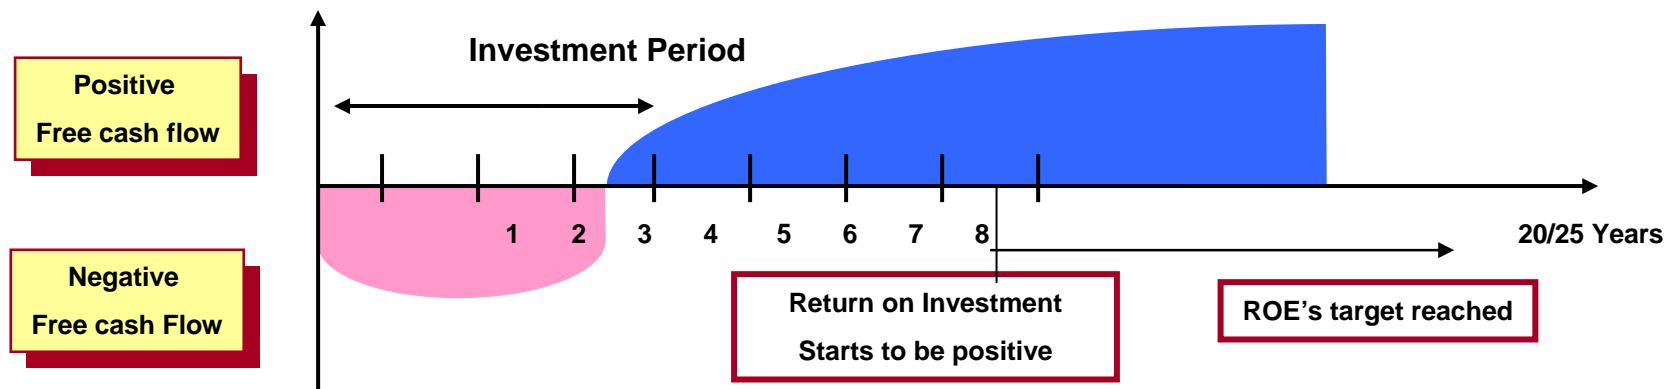 Investment Period
Positive
Free cash flow
1 2 3 4 5 6 7 8 20/25 Years
Negative
Free cash Flow
Return on Investment
Starts to be positive
ROE’s target reached